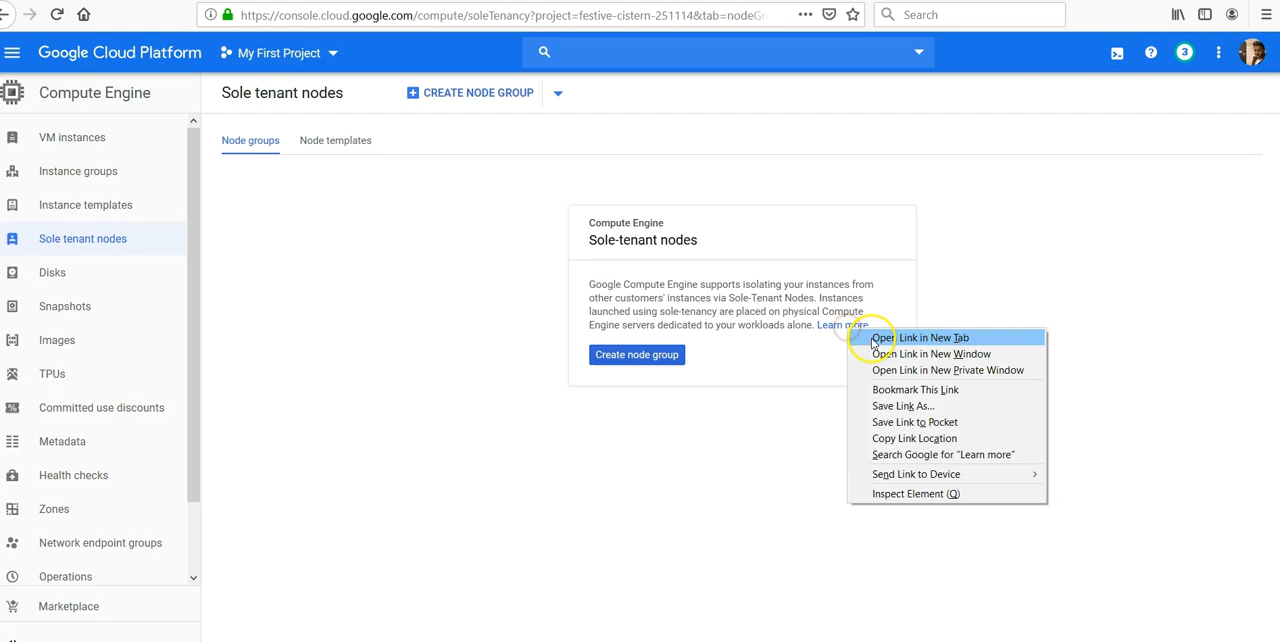 https://console.cloud.google.com/compute/soleTenancy?project=festive-cistern-251114&tab=nodeG
Search
Google Cloud Platform
My First Project
3
Compute Engine
Sole tenant nodes
CREATE NODE GROUP
VM instances
Instance groups
Instance templates
Sole tenant nodes
Disks
Snapshots
Images
TPUs
Committed use discounts
Metadata
Health checks
Zones
Network endpoint groups
Operations
Marketplace
Node groups
Node templates
Compute Engine
Sole-tenant nodes
Google Compute Engine supports isolating your instances from
other customers' instances via Sole-Tenant Nodes. Instances
launched using sole-tenancy are placed on physical Compute
Engine servers dedicated to your workloads alone. Learn more
Create node group
Open Link in New Tab
Open Link in New Window
Open Link in New Private Window
Bookmark This Link
Save Link As...
Save Link to Pocket
Copy Link Location
Search Google for "Learn more"
Send Link to Device
Inspect Element (Q)